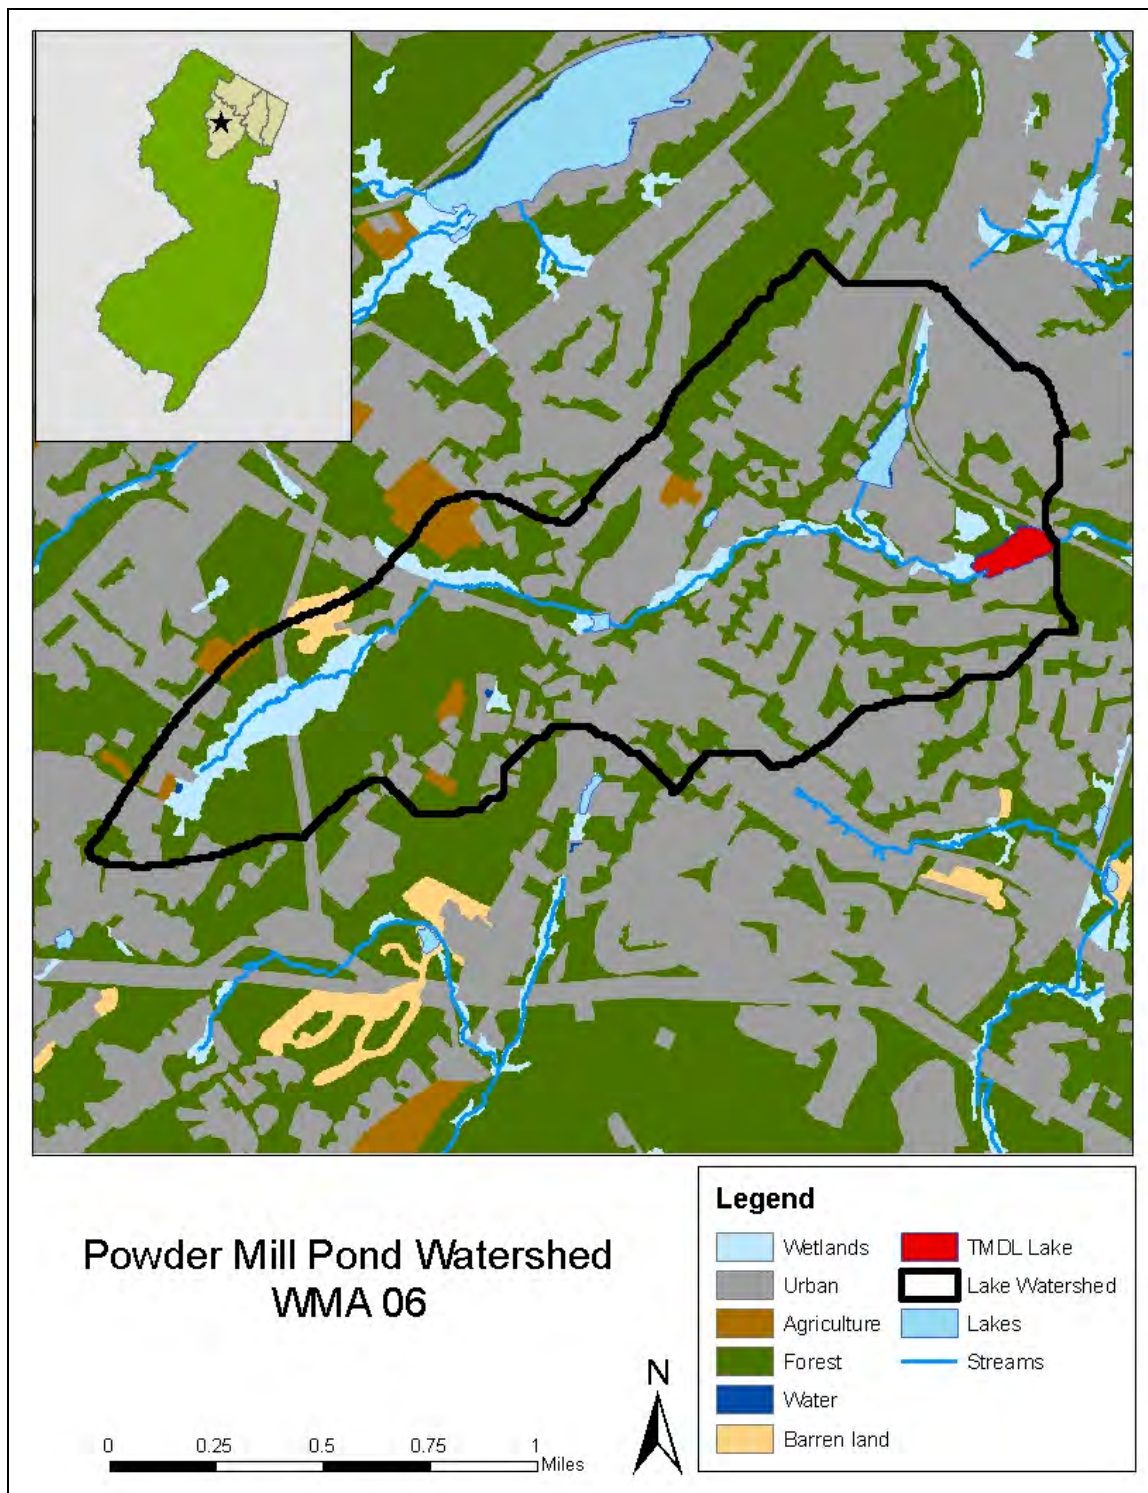 Powder Mill Pond Watershed
WMA 06
0 0.25 0.5 0.75 1
Miles
N
Legend
Wetlands
Urban
Agriculture
Forest
Water
Barren land
TMDL Lake
Lake Watershed
Lakes
Streams